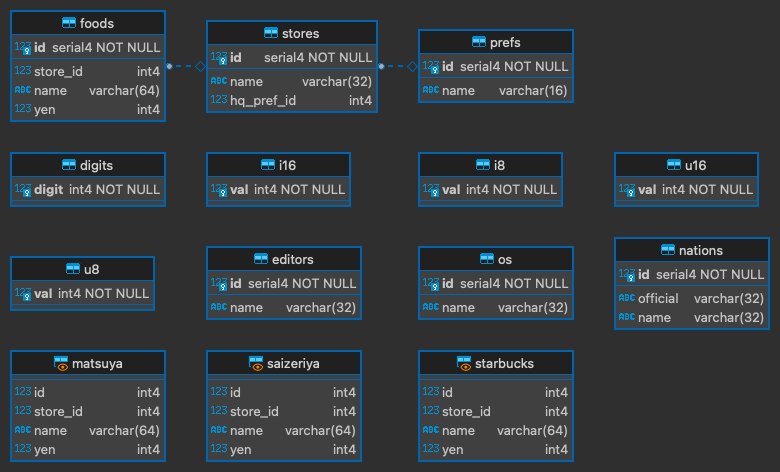 foods
123 id serial4 NOT NULL
123 store_id int4
ABC name varchar(64)
123 yen int4
stores
123 id serial4 NOT NULL
ABC name varchar(32)
123 hq_pref_id int4
prefs
123 id serial4 NOT NULL
ABC name varchar(16)
digits
123 digit int4 NOT NULL
i16
123 val int4 NOT NULL
i8
123 val int4 NOT NULL
u16
123 val int4 NOT NULL
u8
123 val int4 NOT NULL
editors
123 id serial4 NOT NULL
ABC name varchar(32)
os
123 id serial4 NOT NULL
ABC name varchar(32)
nations
123 id serial4 NOT NULL
ABC official varchar(32)
ABC name varchar(32)
matsuya
123 id int4
123 store_id int4
ABC name varchar(64)
123 yen int4
saizeriya
123 id int4
123 store_id int4
ABC name varchar(64)
123 yen int4
starbucks
123 id int4
123 store_id int4
ABC name varchar(64)
123 yen int4